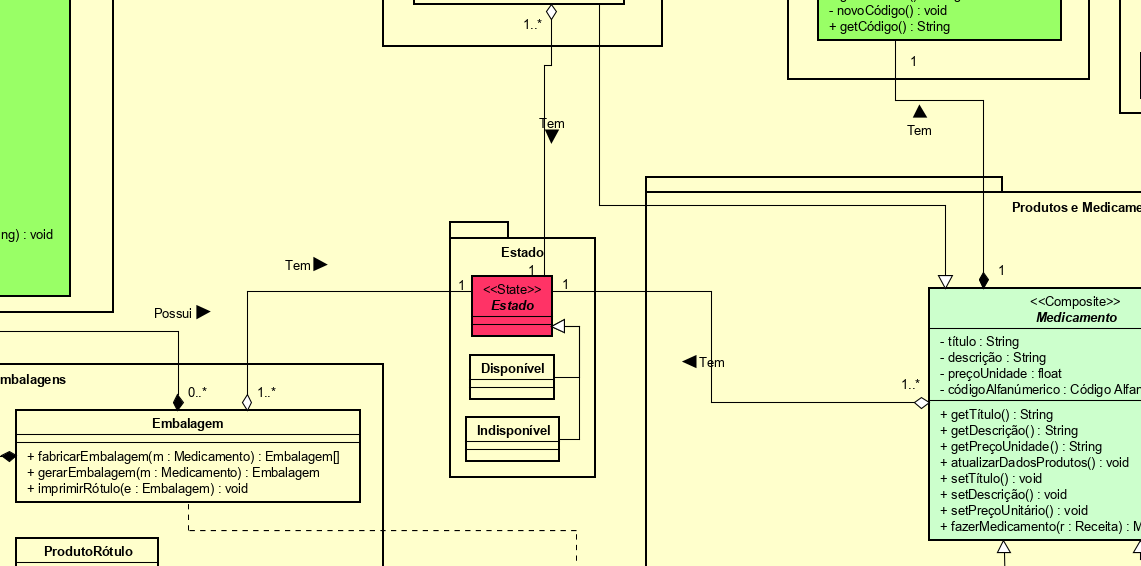 - novoCódigo() : void
+ getCódigo() : String
1..*
1
Tem
Tem
Produtos e Medicame
ng) : void
Estado
Tem
1
1
1
1
<<State>>
Estado
<<Composite>>
Medicamento
Possui
- título : String
- descrição : String
- preçoUnidade : float
- códigoAlfanúmerico : Código Alfan
Tem
Disponível
mbalagens
0..*
1..*
1..*
Embalagem
Indisponível
+ getTítulo() : String
+ getDescrição() : String
+ getPreçoUnidade() : String
+ atualizarDadosProdutos() : void
+ setTítulo() : void
+ setDescrição() : void
+ setPreçoUnitário() : void
+ fazerMedicamento(r : Receita) : M
+ fabricarEmbalagem(m : Medicamento) : Embalagem[]
+ gerarEmbalagem(m : Medicamento) : Embalagem
+ imprimirRótulo(e : Embalagem) : void
ProdutoRótulo